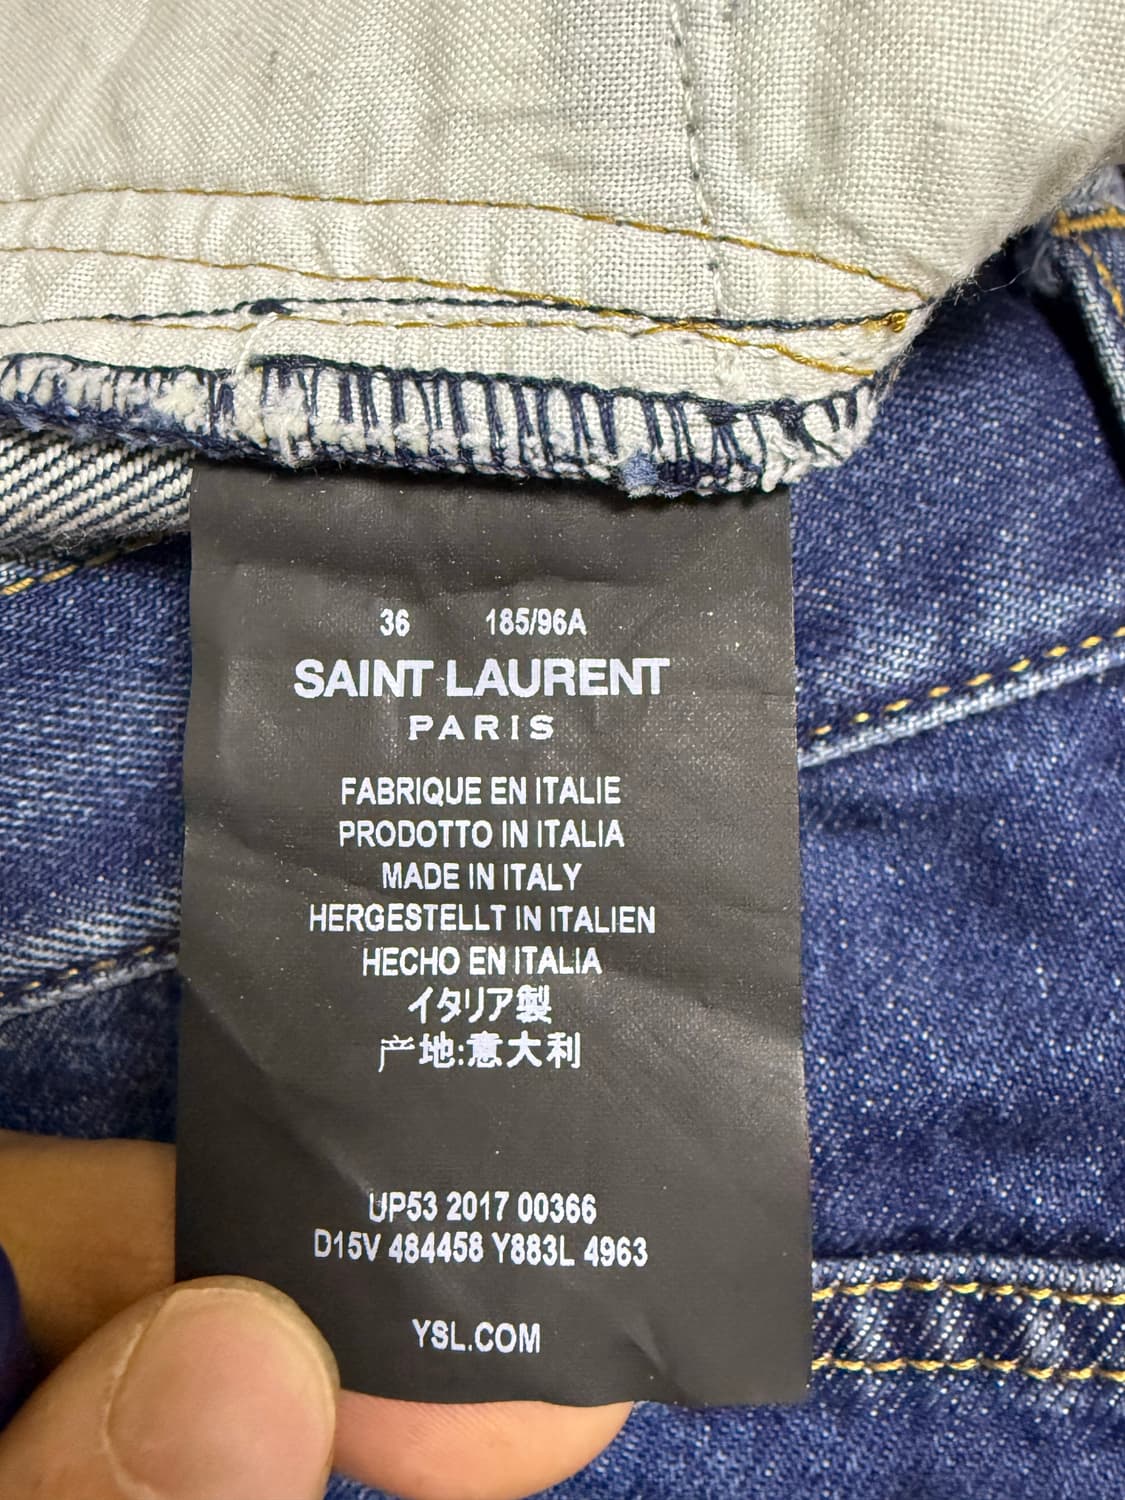 36 185/96A
SAINT LAURENT
PARIS
FABRIQUE EN ITALIE
PRODOTTO IN ITALIA
MADE IN ITALY
HERGESTELLT IN ITALIEN
HECHO EN ITALIA
イタリア製
产地:意大利
UP53 2017 00366
D15V 484458 Y883L 4963
YSL.COM